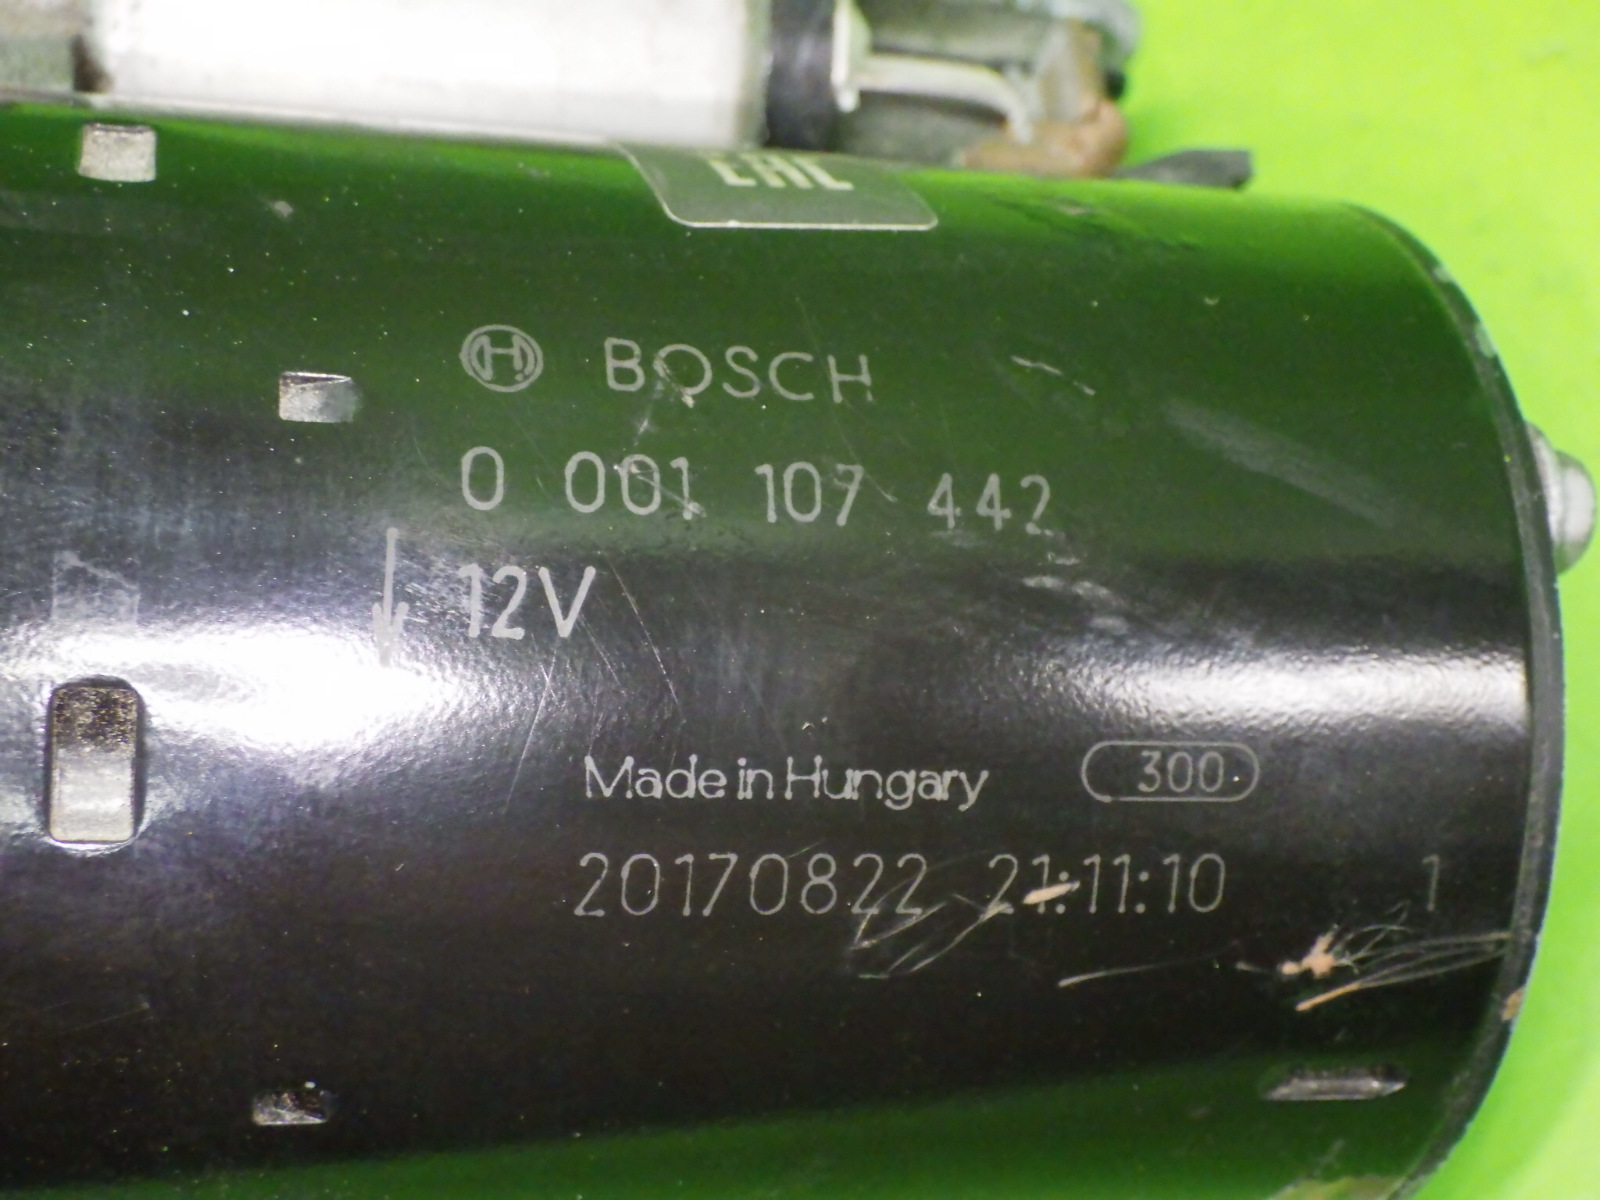 EAC
BOSCH
0 001 107 442
12V
Made in Hungary 300
20170822 21:11:10 1